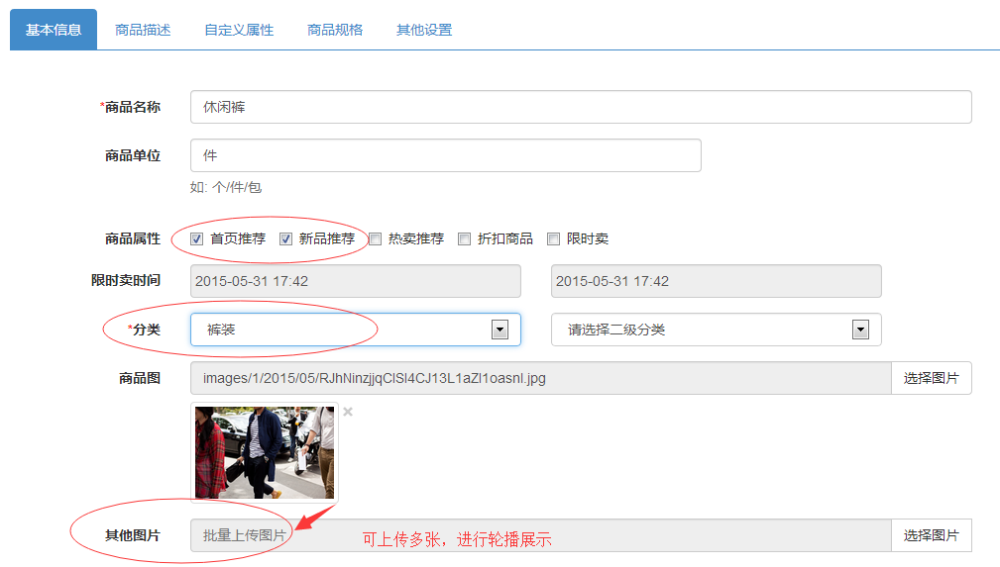 基本信息 商品描述 自定义属性 商品规格 其他设置
*商品名称 休闲裤
商品单位 件
如: 个/件/包
商品属性 首页推荐 新品推荐 热卖推荐 折扣商品 限时卖
限时卖时间 2015-05-31 17:42 2015-05-31 17:42
*分类 裤装 请选择二级分类
商品图 images/1/2015/05/RJhNinzjjqClSl4CJ13L1aZl1oasnl.jpg 选择图片
×
其他图片 批量上传图片 可上传多张，进行轮播展示 选择图片